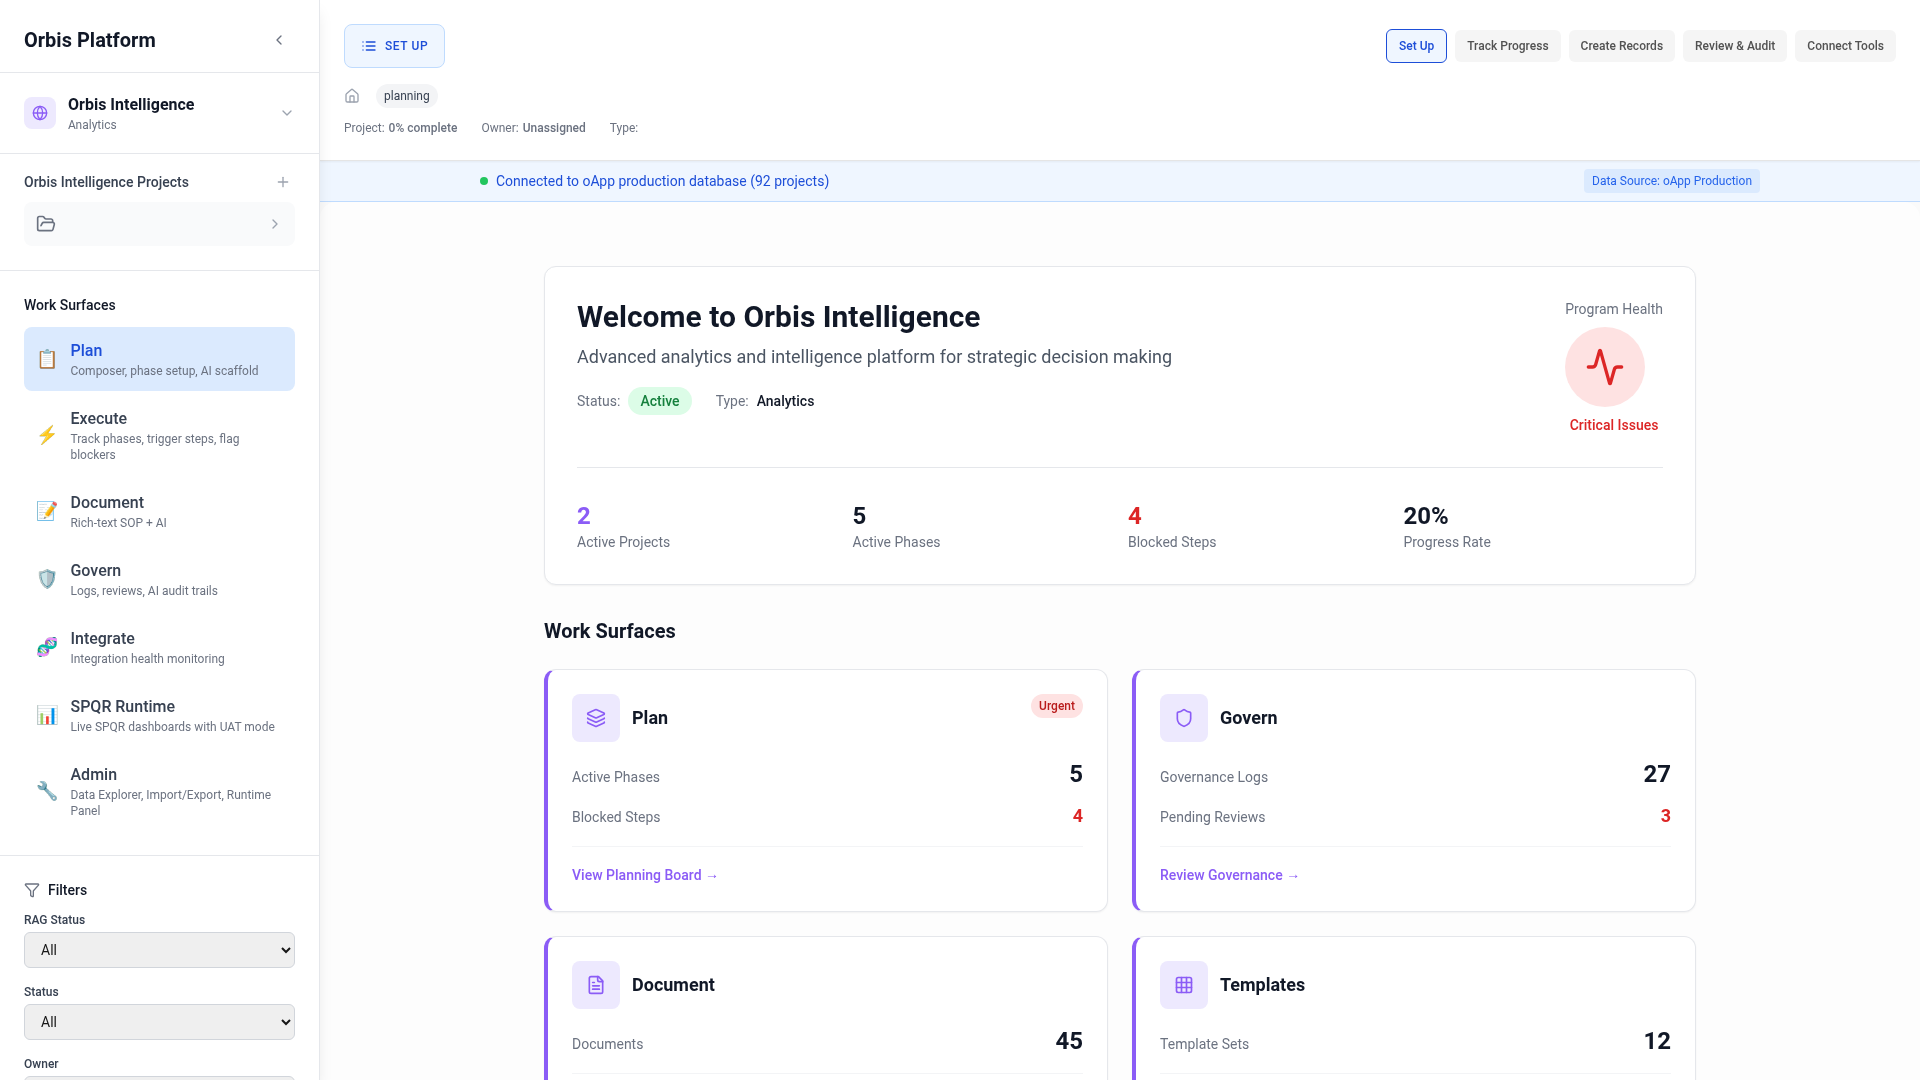 Orbis Platform
Orbis Intelligence
Analytics
Orbis Intelligence Projects
Work Surfaces
Plan
Composer, phase setup, AI scaffold
Execute
Track phases, trigger steps, flag
blockers
Document
Rich-text SOP + AI
Govern
Logs, reviews, AI audit trails
Integrate
Integration health monitoring
SPQR Runtime
Live SPQR dashboards with UAT mode
Admin
Data Explorer, Import/Export, Runtime
Panel
Filters
RAG Status
All
Status
All
Owner
SET UP
Set Up
Track Progress
Create Records
Review & Audit
Connect Tools
planning
Project: 0% complete Owner: Unassigned Type:
Connected to oApp production database (92 projects)
Data Source: oApp Production
Welcome to Orbis Intelligence
Advanced analytics and intelligence platform for strategic decision making
Status: Active Type: Analytics
Program Health
Critical Issues
2
Active Projects
5
Active Phases
4
Blocked Steps
20%
Progress Rate
Work Surfaces
Plan
Urgent
Active Phases 5
Blocked Steps 4
View Planning Board →
Govern
Governance Logs 27
Pending Reviews 3
Review Governance →
Document
Documents 45
Templates
Template Sets 12